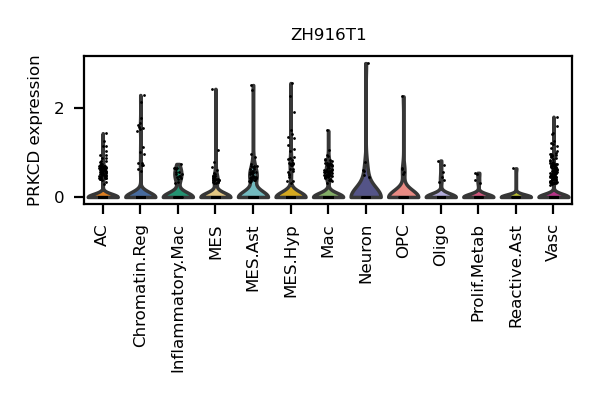 ZH916T1
PRKCD expression
2
0
AC
Chromatin.Reg
Inflammatory.Mac
MES
MES.Ast
MES.Hyp
Mac
Neuron
OPC
Oligo
Prolif.Metab
Reactive.Ast
Vasc